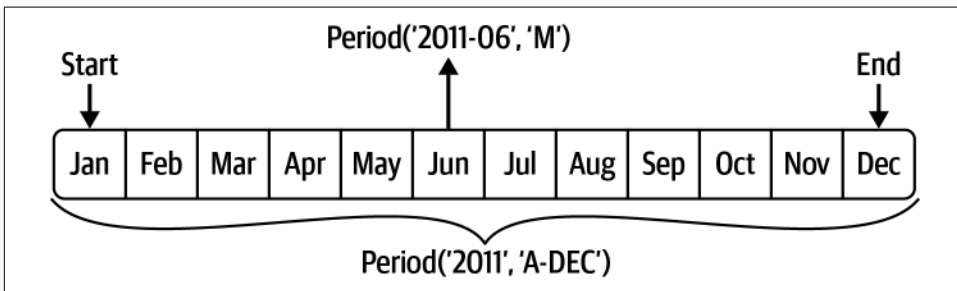 Period('2011-06', 'M')
Start End
Jan Feb Mar Apr May Jun Jul Aug Sep Oct Nov Dec
Period('2011', 'A-DEC')